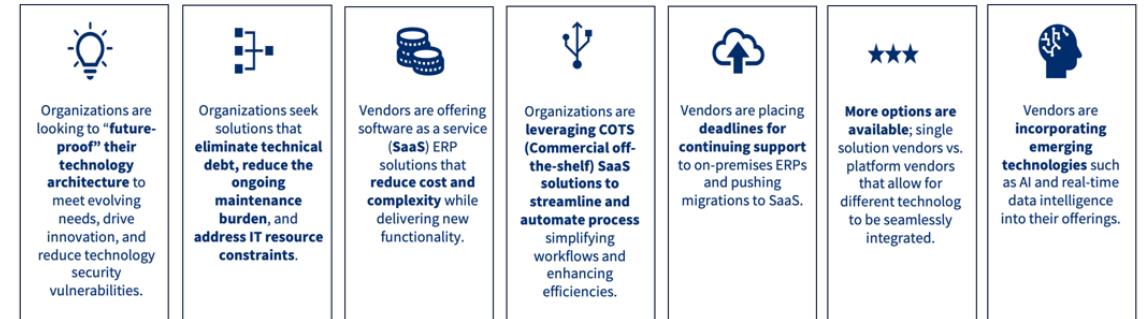 Organizations are
looking to “future-
proof” their
technology
architecture to
meet evolving
needs, drive
innovation, and
reduce technology
security
vulnerabilities.
Organizations seek
solutions that
eliminate technical
debt, reduce the
ongoing
maintenance
burden, and
address IT resource
constraints.
Vendors are offering
software as a service
(SaaS) ERP
solutions that
reduce cost and
complexity while
delivering new
functionality.
Organizations are
leveraging COTS
(Commercial off-
the-shelf) SaaS
solutions to
streamline and
automate process
simplifying
workflows and
enhancing
efficiencies.
Vendors are placing
deadlines for
continuing support
to on-premises ERPs
and pushing
migrations to SaaS.
More options are
available; single
solution vendors vs.
platform vendors
that allow for
different technolog
to be seamlessly
integrated.
Vendors are
incorporating
emerging
technologies such
as AI and real-time
data intelligence
into their offerings.